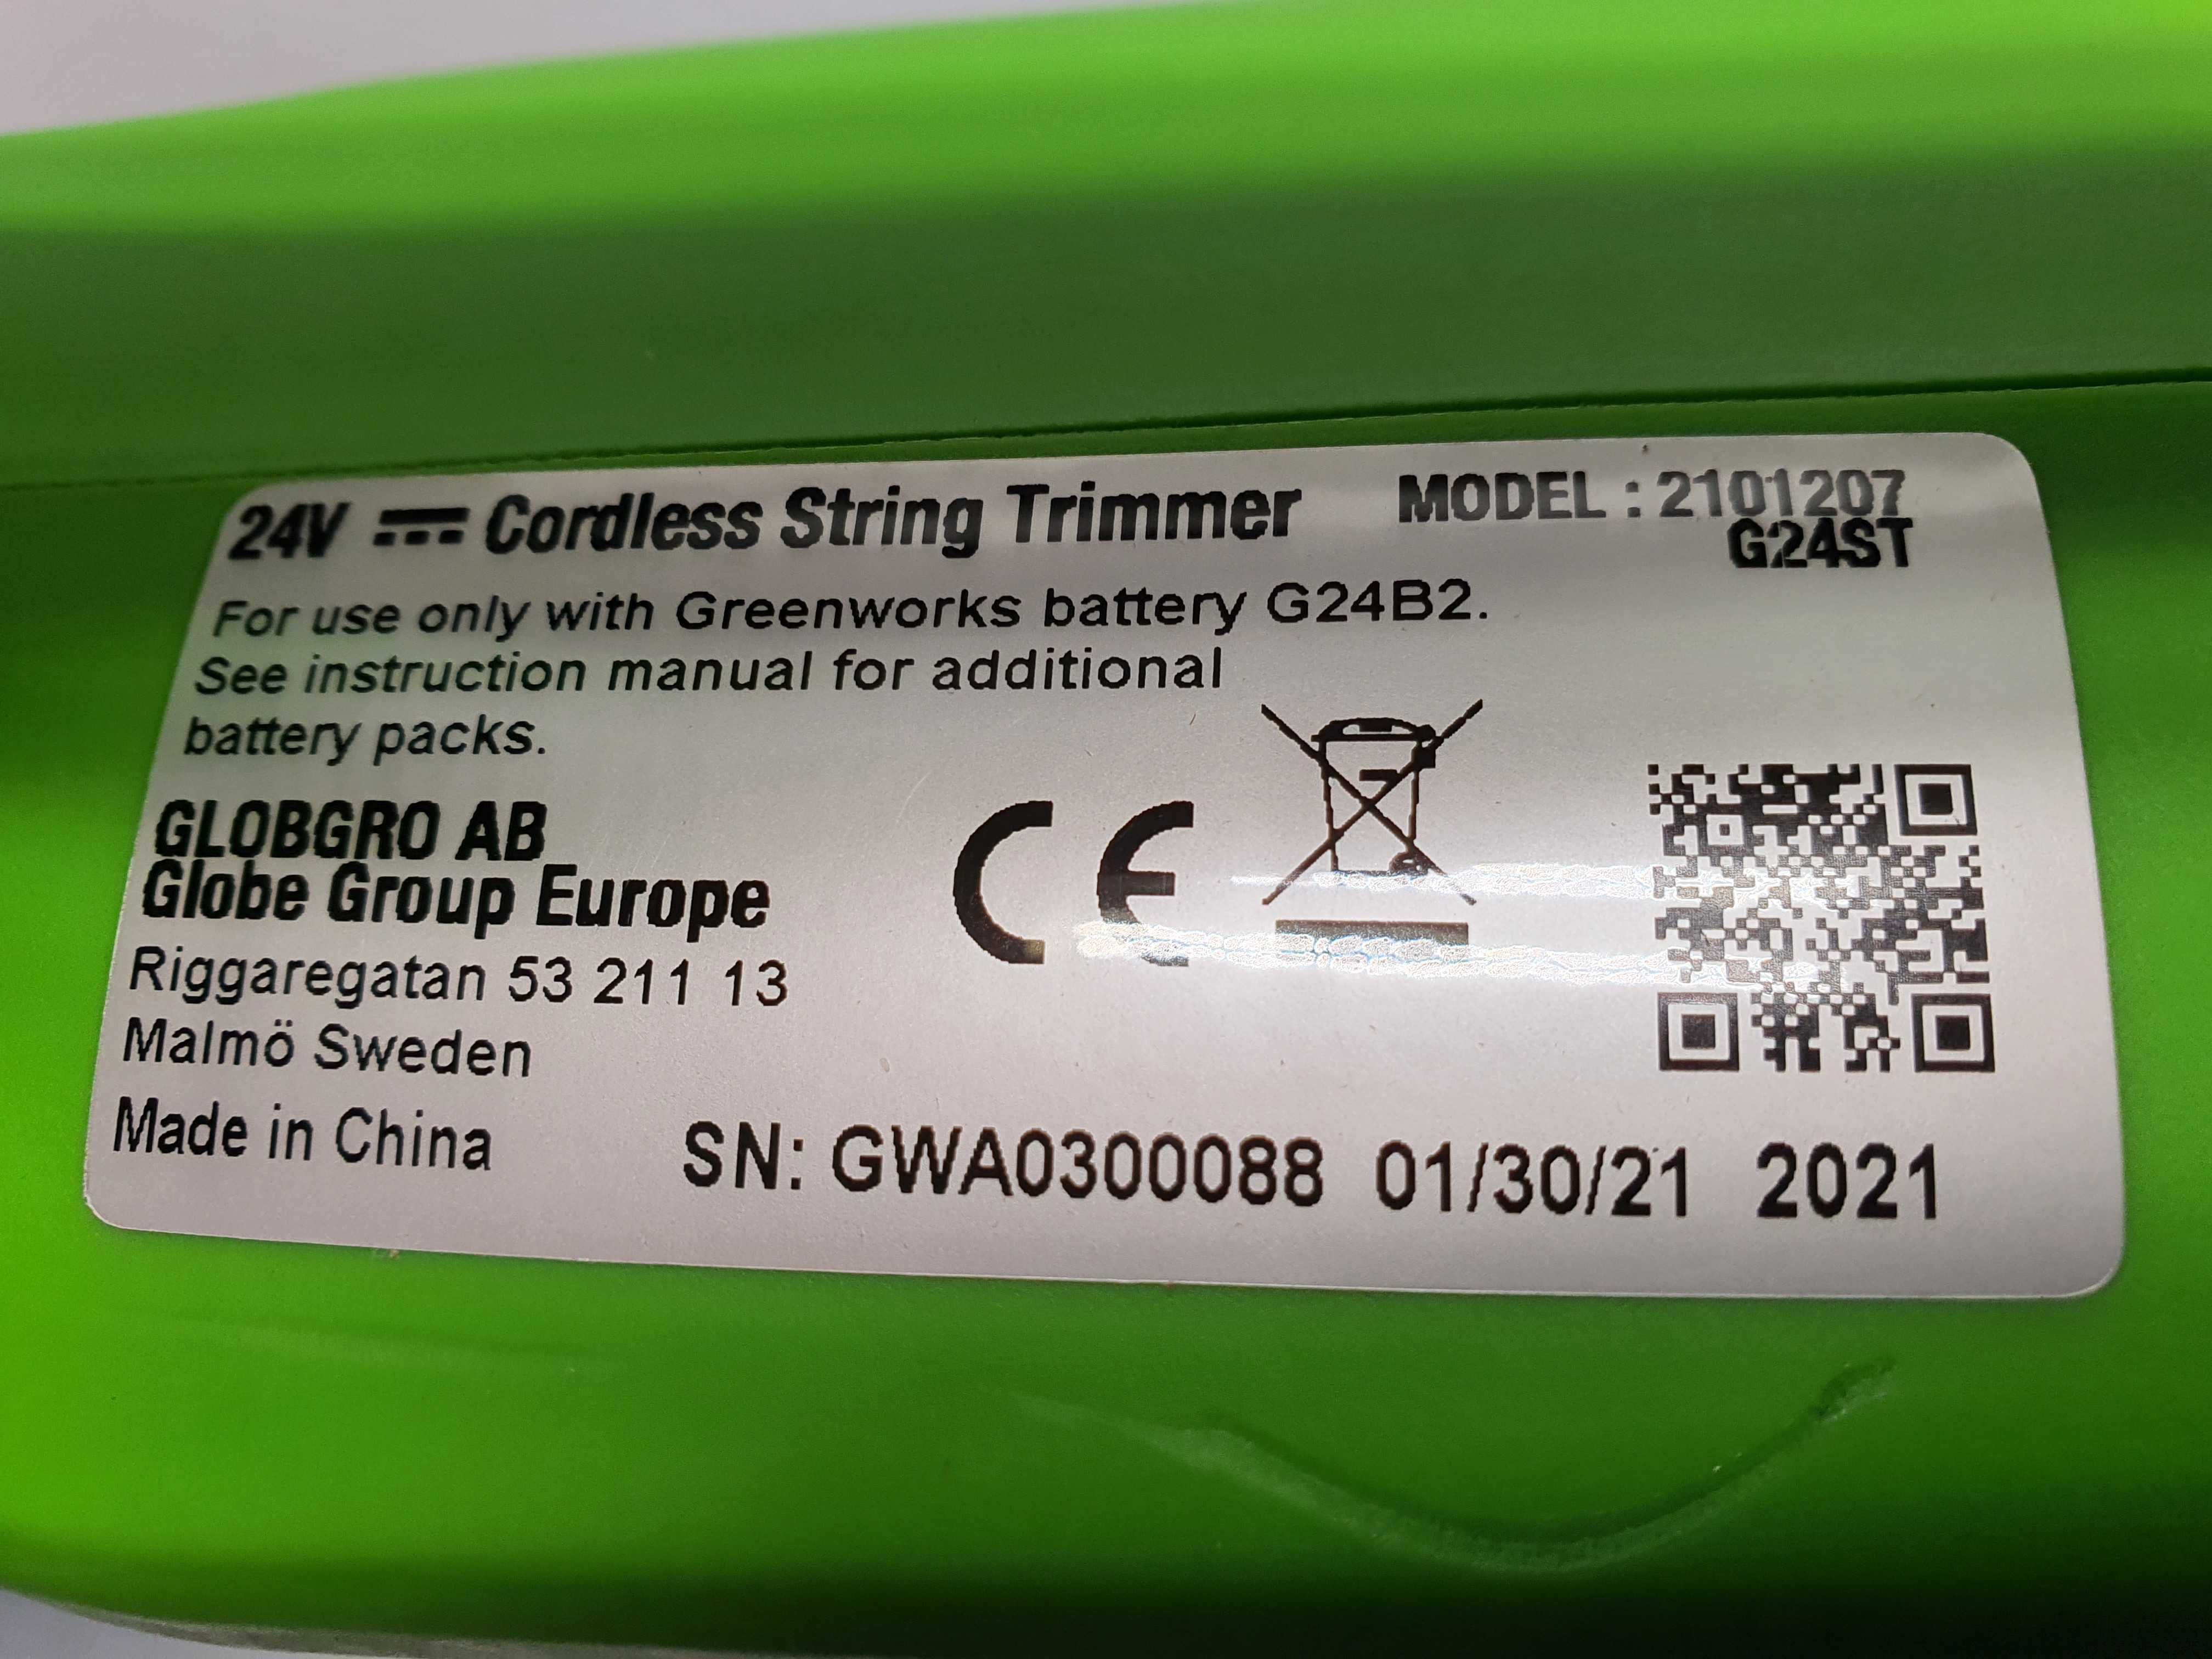 24V Cordless String Trimmer MODEL : 2101207
G24ST
For use only with Greenworks battery G24B2.
See instruction manual for additional
battery packs.
GLOBGRO AB
Globe Group Europe
Riggaregatan 53 211 13
Malmö Sweden
Made in China
CE
SN: GWA0300088 01/30/21 2021